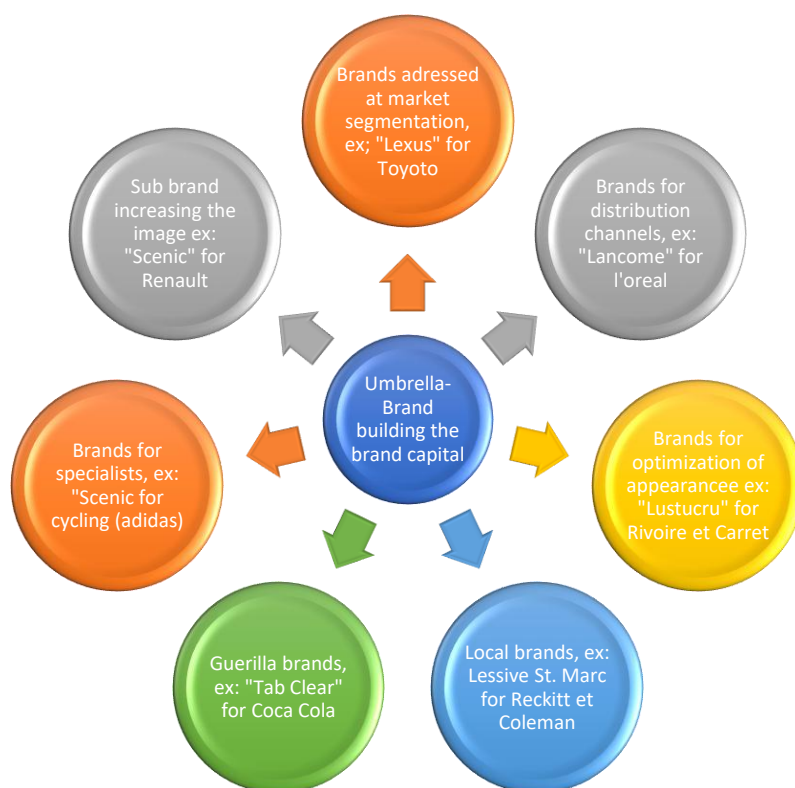 Brands adressed
at market
segmentation,
ex; "Lexus" for
Toyoto
Sub brand
increasing the
image ex:
"Scenic" for
Renault
Brands for
distribution
channels, ex:
"Lancome" for
l'oreal
Umbrella-
Brand
building the
brand capital
Brands for
specialists, ex:
"Scenic for
cycling (adidas)
Brands for
optimization of
appearancee ex:
"Lustucru" for
Rivoire et Carret
Guerilla brands,
ex: "Tab Clear"
for Coca Cola
Local brands, ex:
Lessive St. Marc
for Reckitt et
Coleman